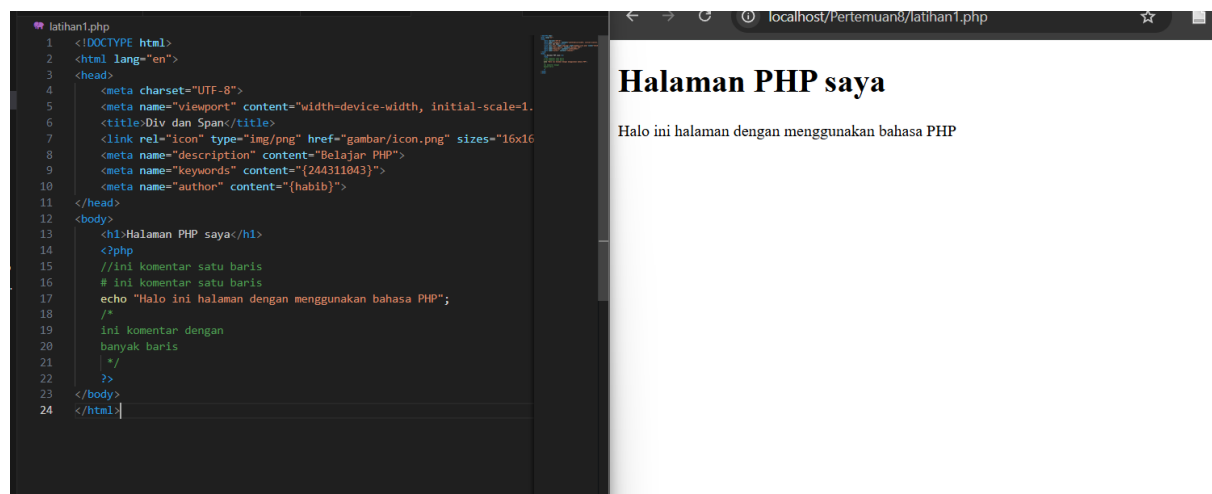 latihan1.php
1 <!DOCTYPE html>
2 <html lang="en">
3 <head>
4 <meta charset="UTF-8">
5 <meta name="viewport" content="width=device-width, initial-scale=1.
6 <title>Div dan Span</title>
7 <link rel="icon" type="img/png" href="gambar/icon.png" sizes="16x16
8 <meta name="description" content="Belajar PHP">
9 <meta name="keywords" content="{244311043}">
10 <meta name="author" content="{habib}">
11 </head>
12 <body>
13 <h1>Halaman PHP saya</h1>
14 <?php
15 //ini komentar satu baris
16 # ini komentar satu baris
17 echo "Halo ini halaman dengan menggunakan bahasa PHP";
18 /*
19 ini komentar dengan
20 banyak baris
21 */
22 ?>
23 </body>
24 </html>
localhost/Pertemuan8/latihan1.php
Halaman PHP saya
Halo ini halaman dengan menggunakan bahasa PHP